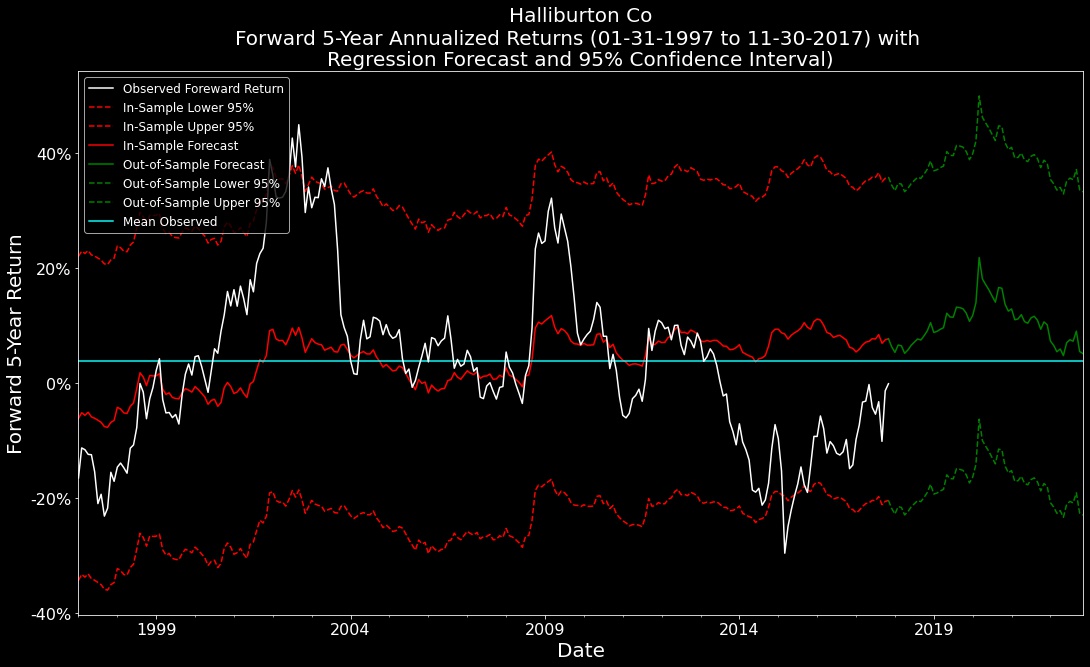 Halliburton Co
Forward 5-Year Annualized Returns (01-31-1997 to 11-30-2017) with
Regression Forecast and 95% Confidence Interval)
Observed Foreward Return
In-Sample Lower 95%
In-Sample Upper 95%
In-Sample Forecast
Out-of-Sample Forecast
Out-of-Sample Lower 95%
Out-of-Sample Upper 95%
Mean Observed
Forward 5-Year Return
40%
20%
0%
-20%
-40%
1999
2004
2009
2014
2019
Date